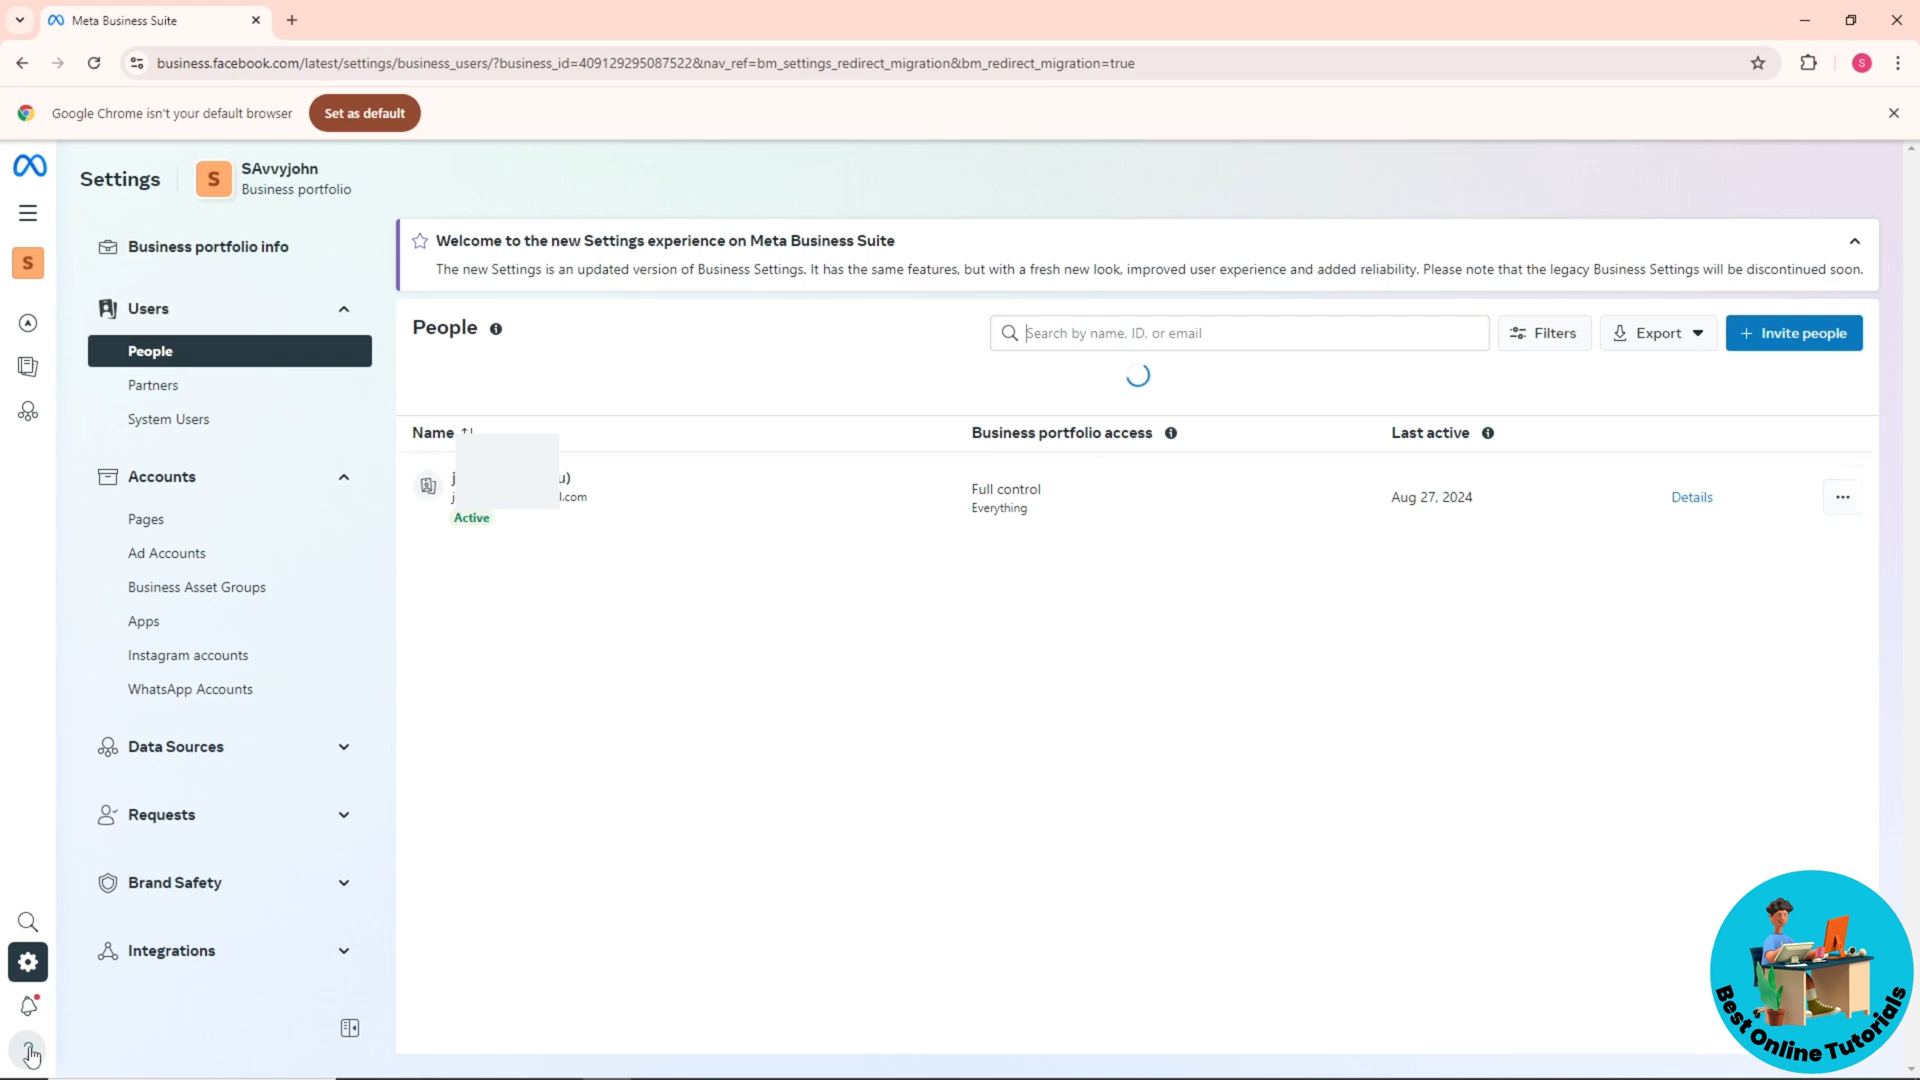 Meta Business Suite
business.facebook.com/latest/settings/business_users/?business_id=409129295087522&nav_ref=bm_settings_redirect_migration&bm_redirect_migration=true
S
Google Chrome isn't your default browser
Set as default
Settings
S
SAvvyjohn
Business portfolio
S
Business portfolio info
Users
People
Partners
System Users
Accounts
Pages
Ad Accounts
Business Asset Groups
Apps
Instagram accounts
WhatsApp Accounts
Data Sources
Requests
Brand Safety
Integrations
Welcome to the new Settings experience on Meta Business Suite
The new Settings is an updated version of Business Settings. It has the same features, but with a fresh new look, improved user experience and added reliability. Please note that the legacy Business Settings will be discontinued soon.
People
Search by name, ID, or email
Filters
Export
+ Invite people
Name
Business portfolio access
Last active
Active
Full control
Everything
Aug 27, 2024
Details
Best Online Tutorials